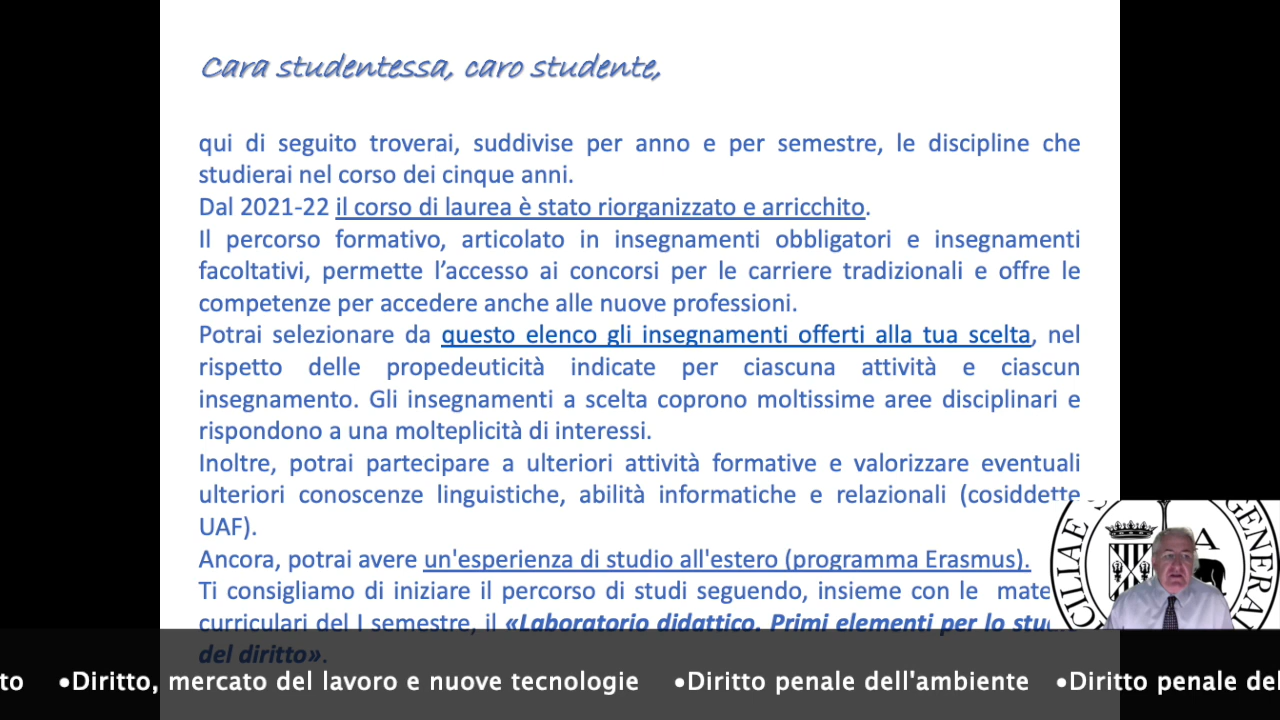 Cara studentessa, caro studente,
qui di seguito troverai, suddivise per anno e per semestre, le discipline che
studierai nel corso dei cinque anni.
Dal 2021-22 il corso di laurea è stato riorganizzato e arricchito.
Il percorso formativo, articolato in insegnamenti obbligatori e insegnamenti
facoltativi, permette l’accesso ai concorsi per le carriere tradizionali e offre le
competenze per accedere anche alle nuove professioni.
Potrai selezionare da questo elenco gli insegnamenti offerti alla tua scelta, nel
rispetto delle propedeuticità indicate per ciascuna attività e ciascun
insegnamento. Gli insegnamenti a scelta coprono moltissime aree disciplinari e
rispondono a una molteplicità di interessi.
Inoltre, potrai partecipare a ulteriori attività formative e valorizzare eventuali
ulteriori conoscenze linguistiche, abilità informatiche e relazionali (cosiddette
UAF).
Ancora, potrai avere un'esperienza di studio all'estero (programma Erasmus).
Ti consigliamo di iniziare il percorso di studi seguendo, insieme con le
curriculari del I semestre, il «Laboratorio didattico. Primi elementi per lo
del diritto».
to •Diritto, mercato del lavoro e nuove tecnologie •Diritto penale dell'ambiente •Diritto penale del